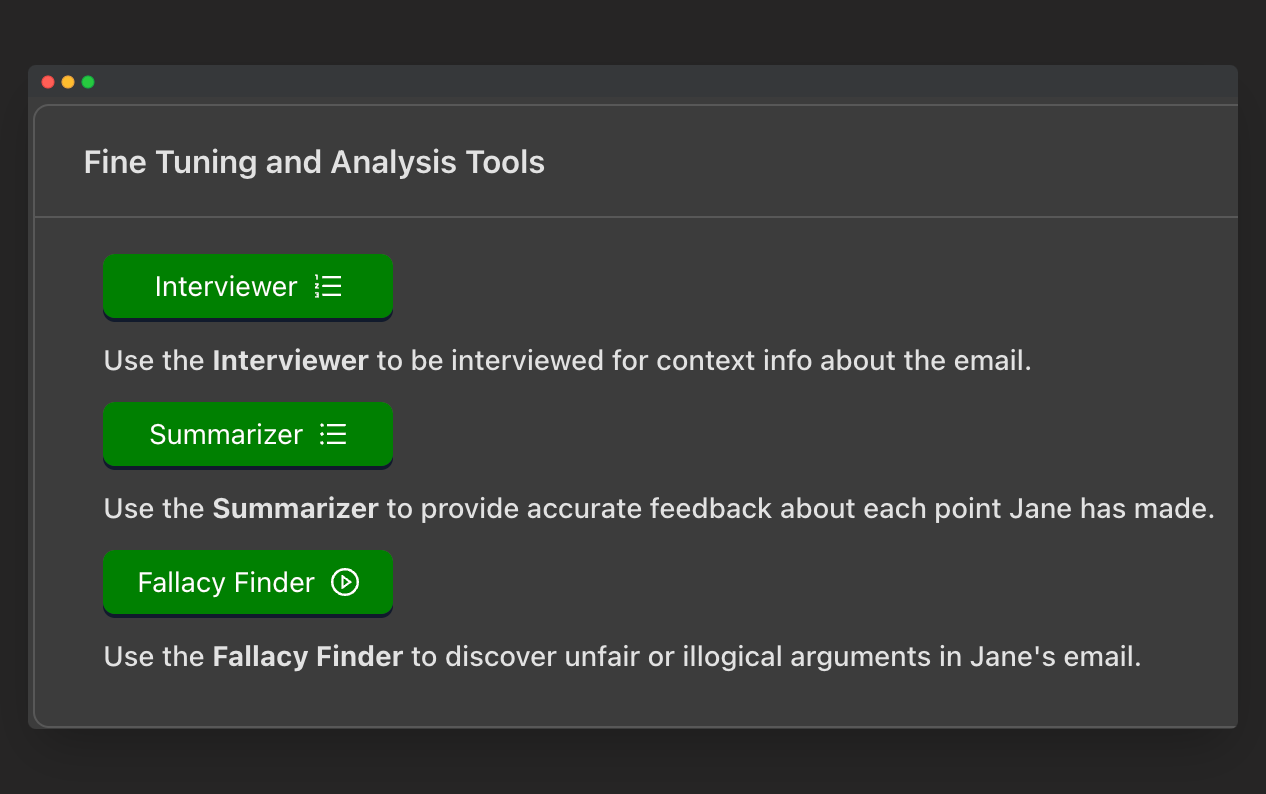 Fine Tuning and Analysis Tools
Interviewer
Use the Interviewer to be interviewed for context info about the email.
Summarizer
Use the Summarizer to provide accurate feedback about each point Jane has made.
Fallacy Finder
Use the Fallacy Finder to discover unfair or illogical arguments in Jane's email.